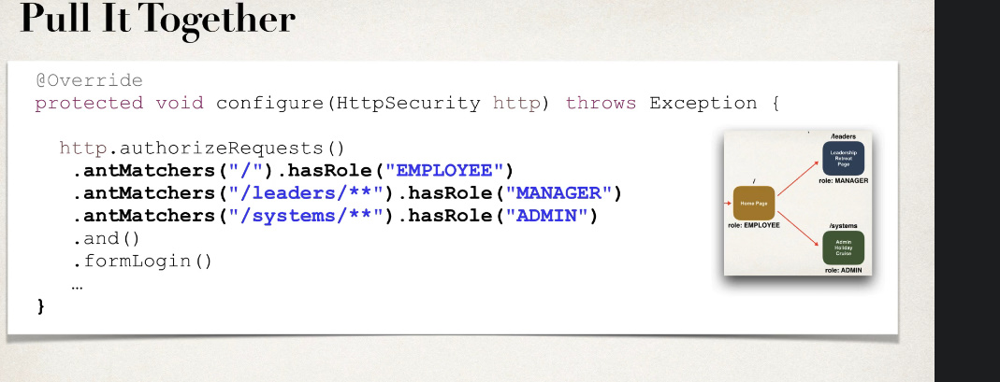 Pull It Together
@Override
protected void configure(HttpSecurity http) throws Exception {
http.authorizeRequests()
.antMatchers("/").hasRole("EMPLOYEE")
.antMatchers("/leaders/**").hasRole("MANAGER")
.antMatchers("/systems/**").hasRole("ADMIN")
.and()
.formLogin()
…
}
/leaders
Leadership
Retreat
Page
role: MANAGER
/
Home Page
role: EMPLOYEE
/systems
Admin
Holiday
Cruise
role: ADMIN